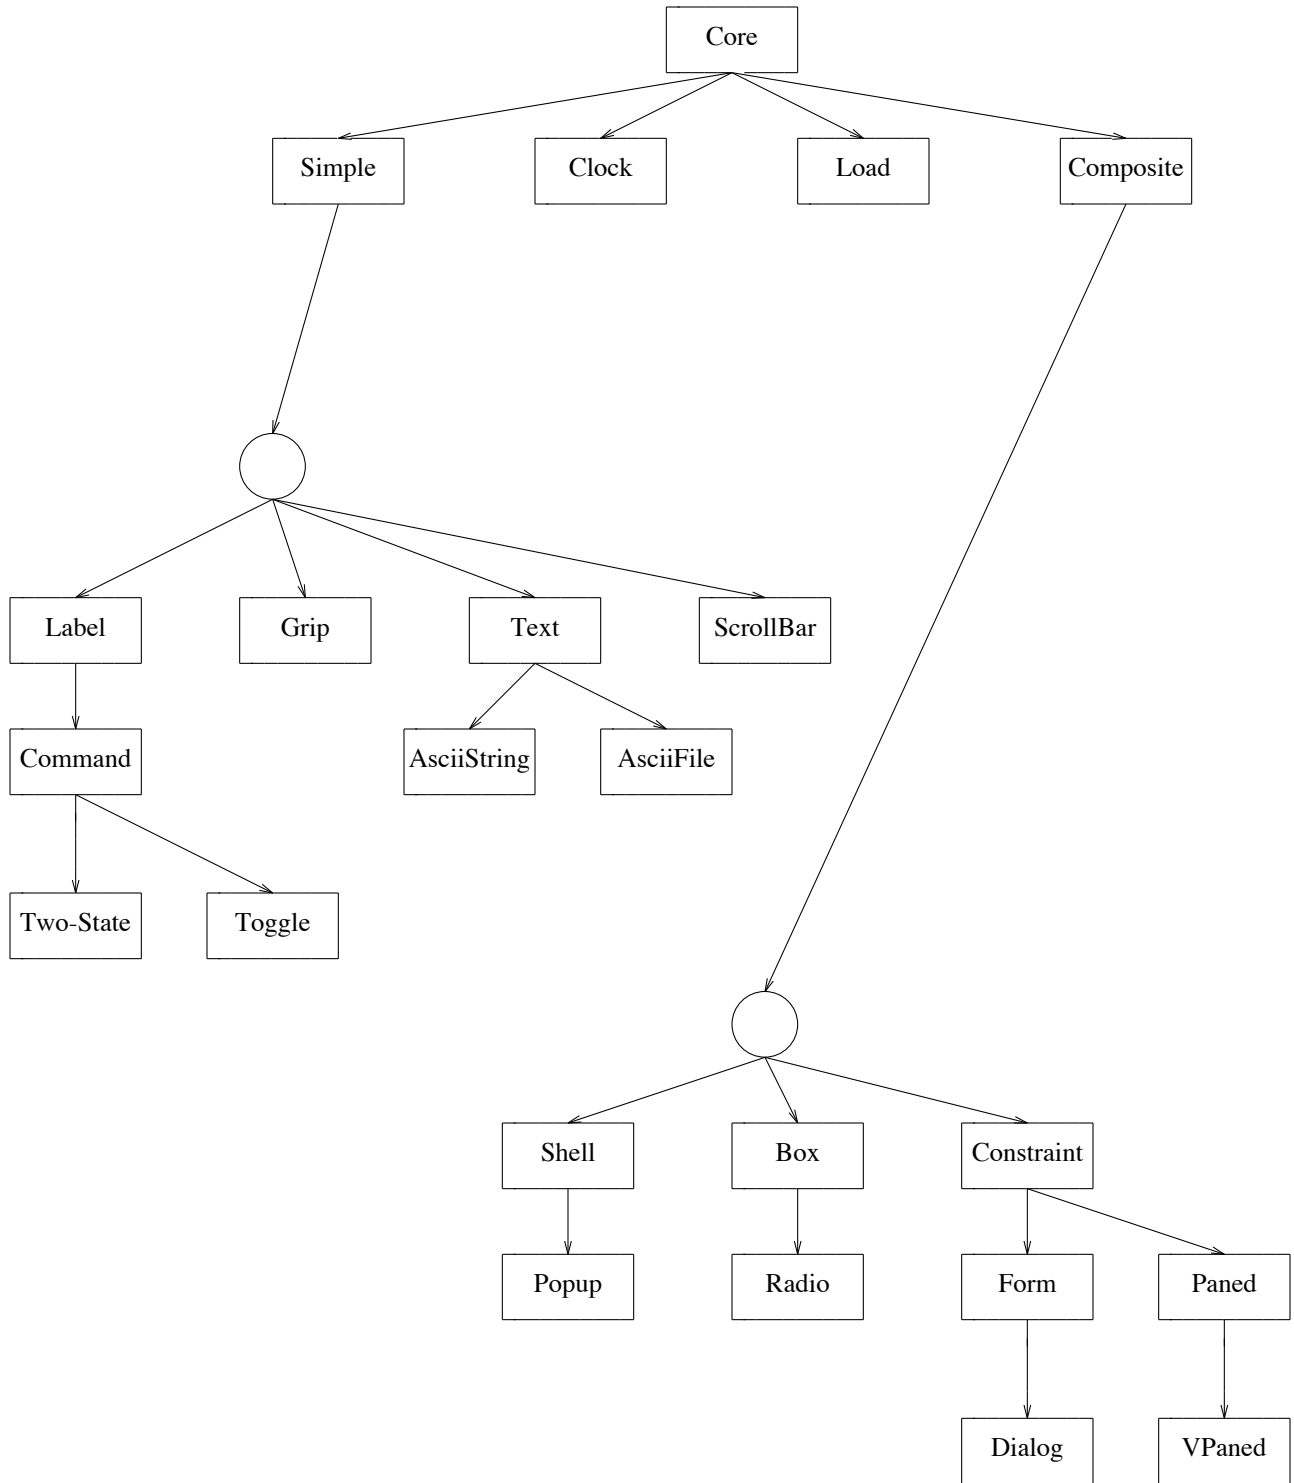 Core
Simple
Clock
Load
Composite
Label
Grip
Text
ScrollBar
Command
AsciiString
AsciiFile
Two-State
Toggle
Shell
Box
Constraint
Popup
Radio
Form
Paned
Dialog
VPaned